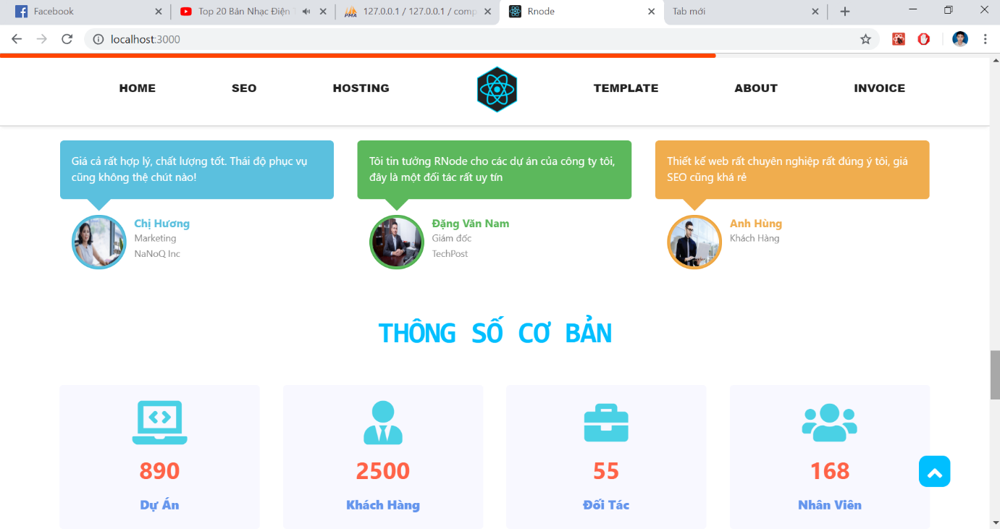 Facebook
Top 20 Bản Nhạc Điện
127.0.0.1 / 127.0.0.1 / comp
Rnode
Tab mới
localhost:3000
HOME SEO HOSTING TEMPLATE ABOUT INVOICE
Giá cả rất hợp lý, chất lượng tốt. Thái độ phục vụ
cũng không thệ chút nào!
Chị Hương
Marketing
NaNoQ Inc
Tôi tin tưởng RNode cho các dự án của công ty tôi,
đây là một đối tác rất uy tín
Đặng Văn Nam
Giám đốc
TechPost
Thiết kế web rất chuyên nghiệp rất đúng ý tôi, giá
SEO cũng khá rẻ
Anh Hùng
Khách Hàng
THÔNG SỐ CƠ BẢN
890
Dự Án
2500
Khách Hàng
55
Đối Tác
168
Nhân Viên